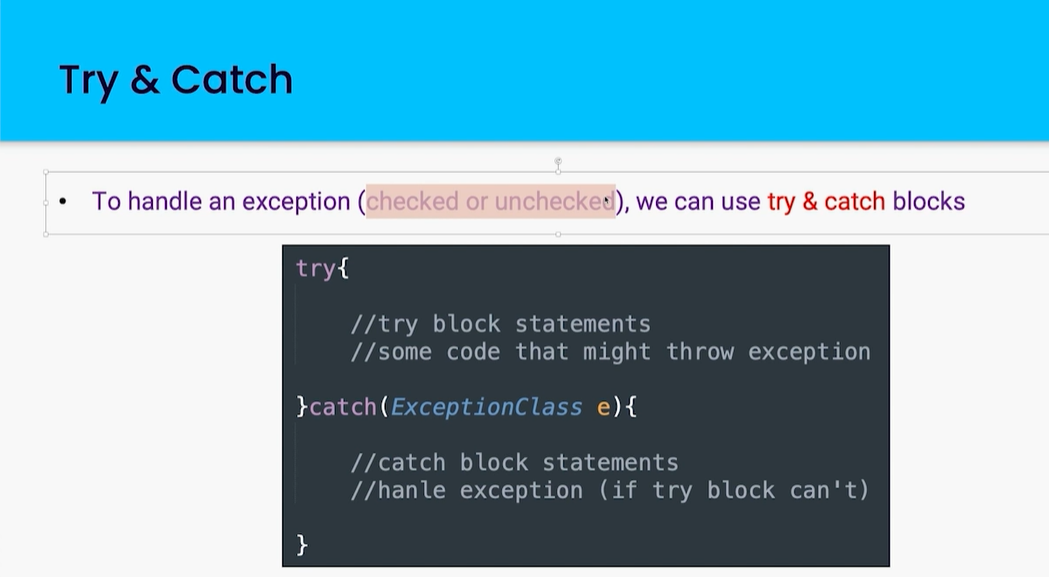 Try & Catch
• To handle an exception (checked or unchecked), we can use try & catch blocks
try{
//try block statements
//some code that might throw exception
}catch(ExceptionClass e){
//catch block statements
//hanle exception (if try block can't)
}